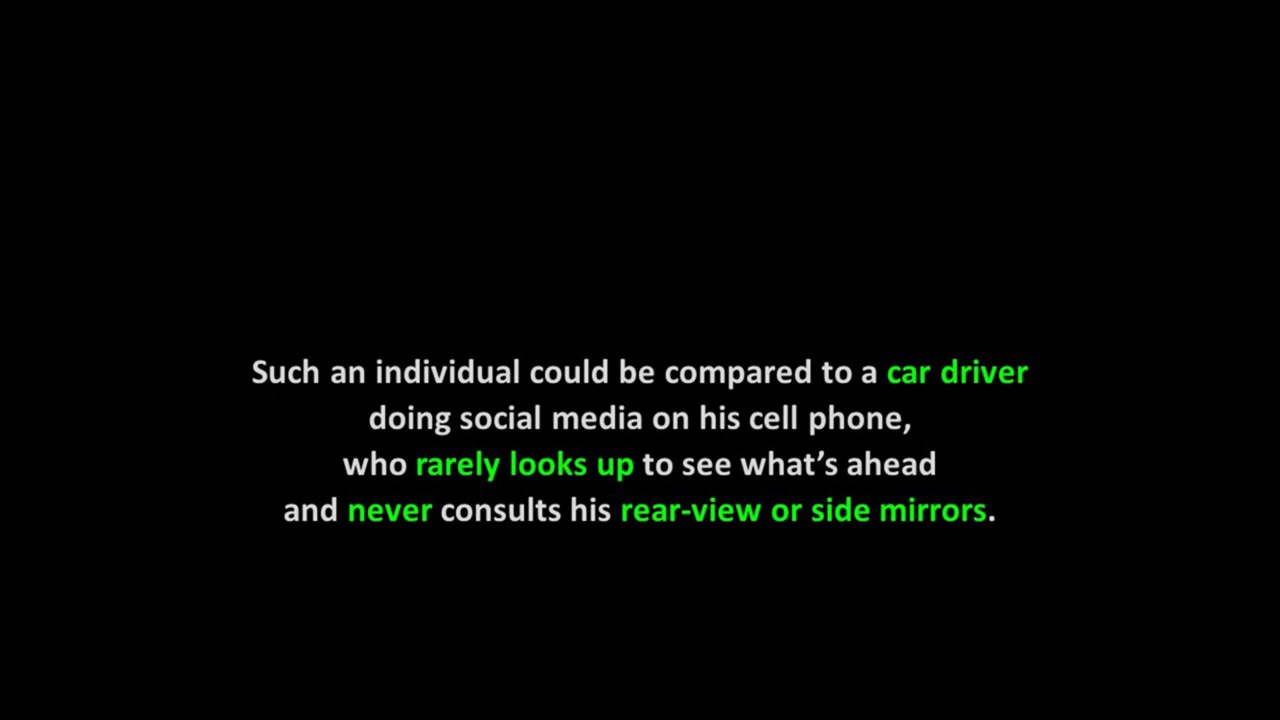 Such an individual could be compared to a car driver
doing social media on his cell phone,
who rarely looks up to see what’s ahead
and never consults his rear-view or side mirrors.